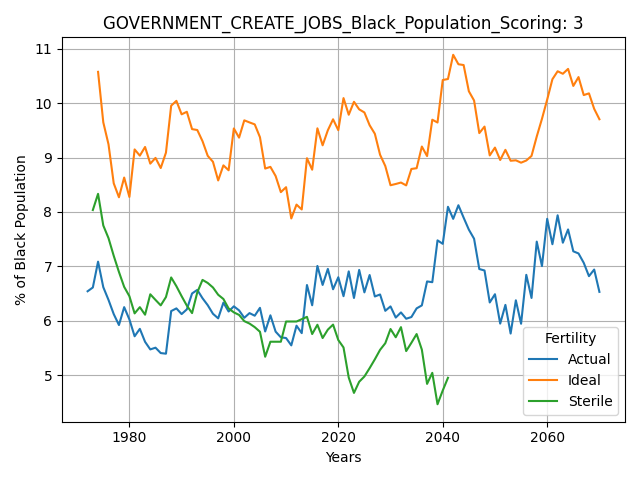 GOVERNMENT_CREATE_JOBS_Black_Population_Scoring: 3
11
10
9
8
7
6
5
% of Black Population
1980 2000 2020 2040 2060
Years
Fertility
Actual
Ideal
Sterile